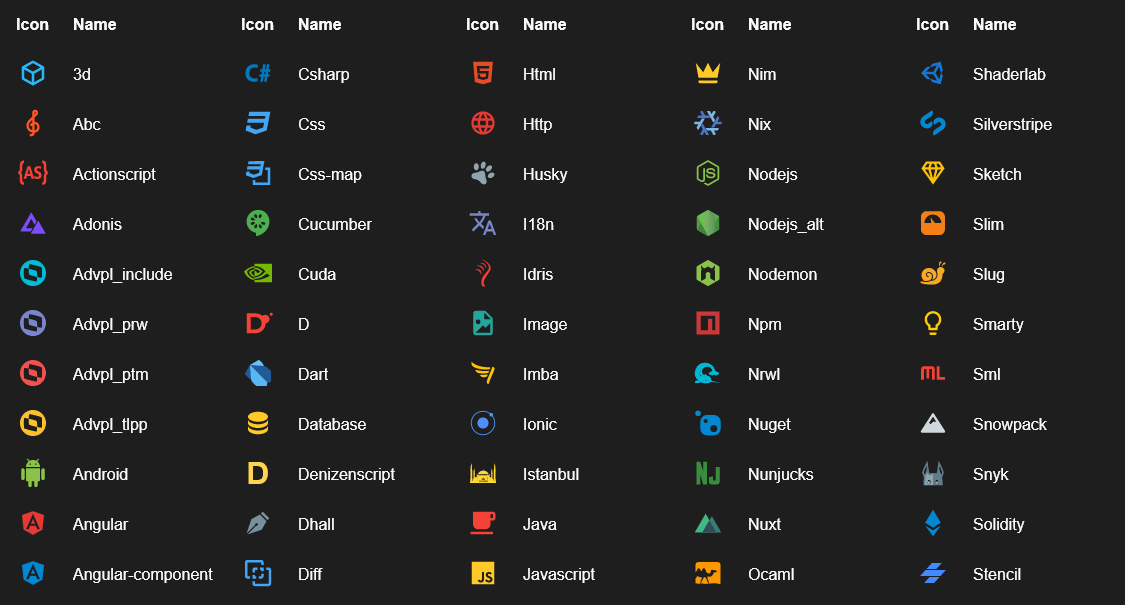 Icon Name Icon Name Icon Name Icon Name Icon Name
3d C# Csharp Html Nim Shaderlab
Abc Css Http Nix Silverstripe
{AS} Actionscript Css-map Husky JS Nodejs Sketch
Adonis Cucumber I18n Nodejs_alt Slim
Advpl_include Cuda Idris Nodemon Slug
Advpl_prw D D Image Npm Smarty
Advpl_ptm Dart Imba Nrwl ML Sml
Advpl_tlpp Database Ionic Nuget Snowpack
Android D Denizenscript Istanbul NJ Nunjucks Snyk
A Angular Dhall Java Nuxt Solidity
A Angular-component Diff JS Javascript Ocaml Stencil